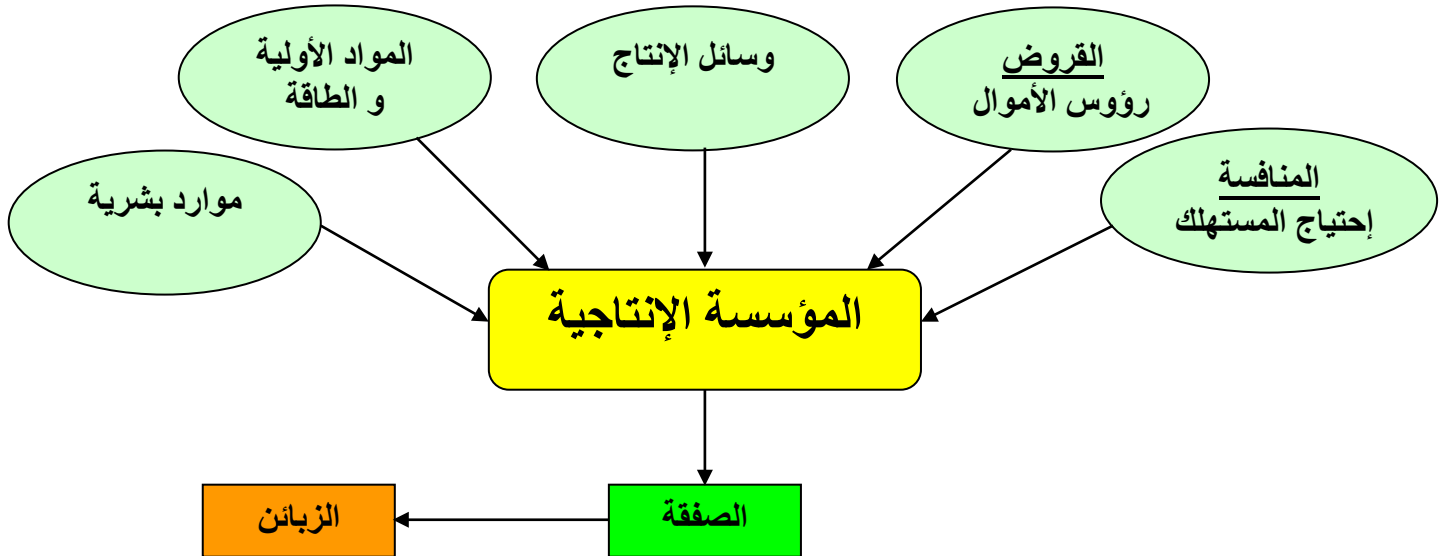 القروض
رؤوس الأموال
وسائل الإنتاج
المواد الأولية
و الطاقة
المنافسة
إحتياج المستهلك
موارد بشرية
المؤسسة الإنتاجية
الصفقة
الزبائن